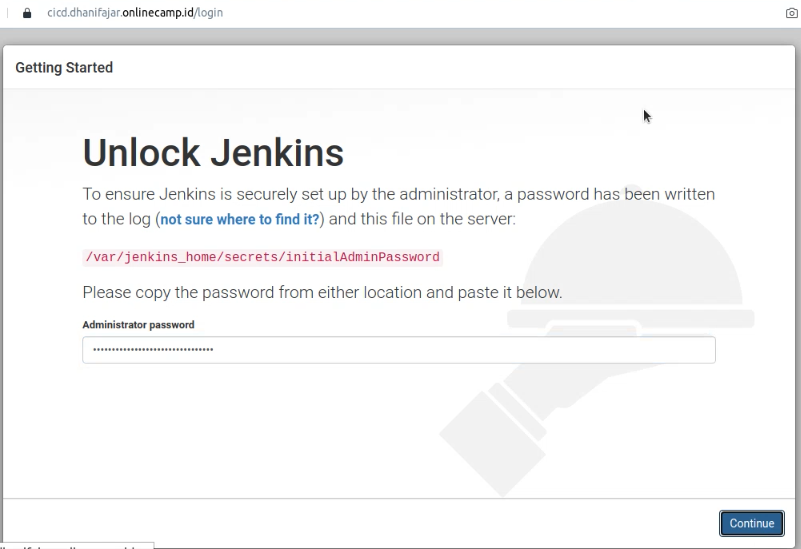 cicd.dhanifajar.onlinecamp.id/login
Getting Started
Unlock Jenkins
To ensure Jenkins is securely set up by the administrator, a password has been written
to the log (not sure where to find it?) and this file on the server:
/var/jenkins_home/secrets/initialAdminPassword
Please copy the password from either location and paste it below.
Administrator password
Continue